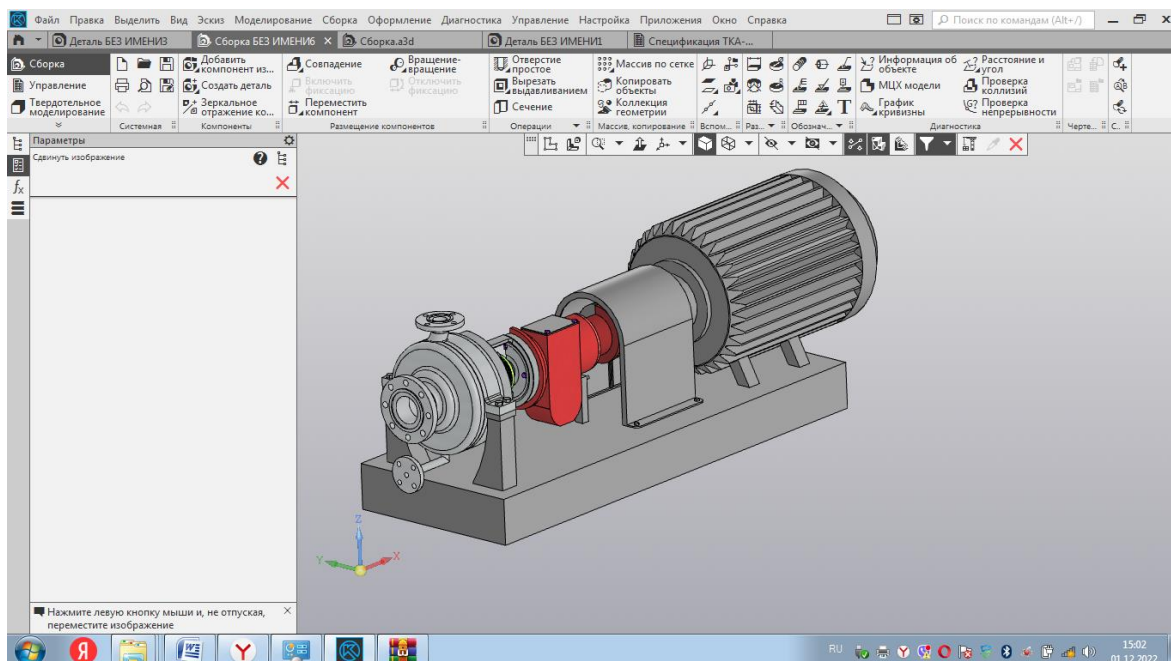 Файл Правка Выделить Вид Эскиз Моделирование Сборка Оформление Диагностика Управление Настройка Приложения Окно Справка
Поиск по командам (Alt+/)
Деталь БЕЗ ИМЕНИ3
Сборка БЕЗ ИМЕНИ6
Сборка.a3d
Деталь БЕЗ ИМЕНИ1
Спецификация ТКА-...
Сборка
Управление
Твердотельное
моделирование
Системная
Добавить
компонент из...
Создать деталь
Зеркальное
отражение ко...
Компоненты
Совпадение
Включить
фиксацию
Переместить
компонент
Вращение-
вращение
Отключить
фиксацию
Размещение компонентов
Отверстие
простое
Вырезать
выдавливанием
Сечение
Операции
Массив по сетке
Копировать
объекты
Коллекция
геометрии
Массив, копирование
Вспом...
Раз...
Обознач...
Информация об
объекте
МЦХ модели
График
кривизны
Расстояние и
угол
Проверка
коллизий
Проверка
непрерывности
Диагностика
Черте...
С...
Параметры
Сдвинуть изображение
Z
Y
X
Нажмите левую кнопку мыши и, не отпуская,
переместите изображение
RU
15:02
01.12.2022